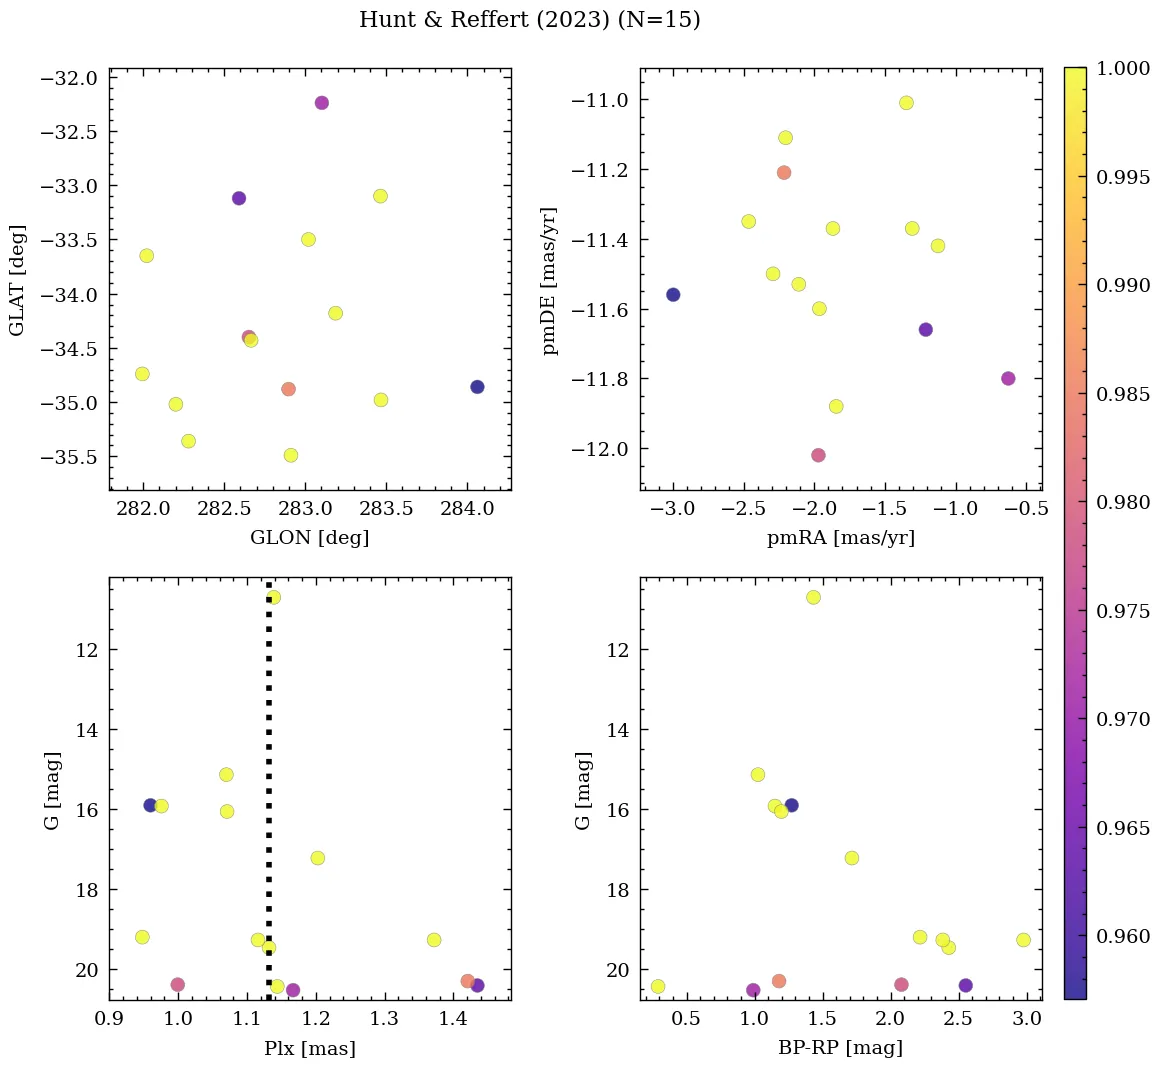 Hunt & Reffert (2023) (N=15)
−32.0
−32.5
−33.0
−33.5
−34.0
−34.5
−35.0
−35.5
GLAT [deg]
282.0 282.5 283.0 283.5 284.0
GLON [deg]
−11.0
−11.2
−11.4
−11.6
−11.8
−12.0
pmDE [mas/yr]
−3.0 −2.5 −2.0 −1.5 −1.0 −0.5
pmRA [mas/yr]
12
14
16
18
20
G [mag]
0.9 1.0 1.1 1.2 1.3 1.4
Plx [mas]
12
14
16
18
20
G [mag]
0.5 1.0 1.5 2.0 2.5 3.0
BP-RP [mag]
1.000
0.995
0.990
0.985
0.980
0.975
0.970
0.965
0.960